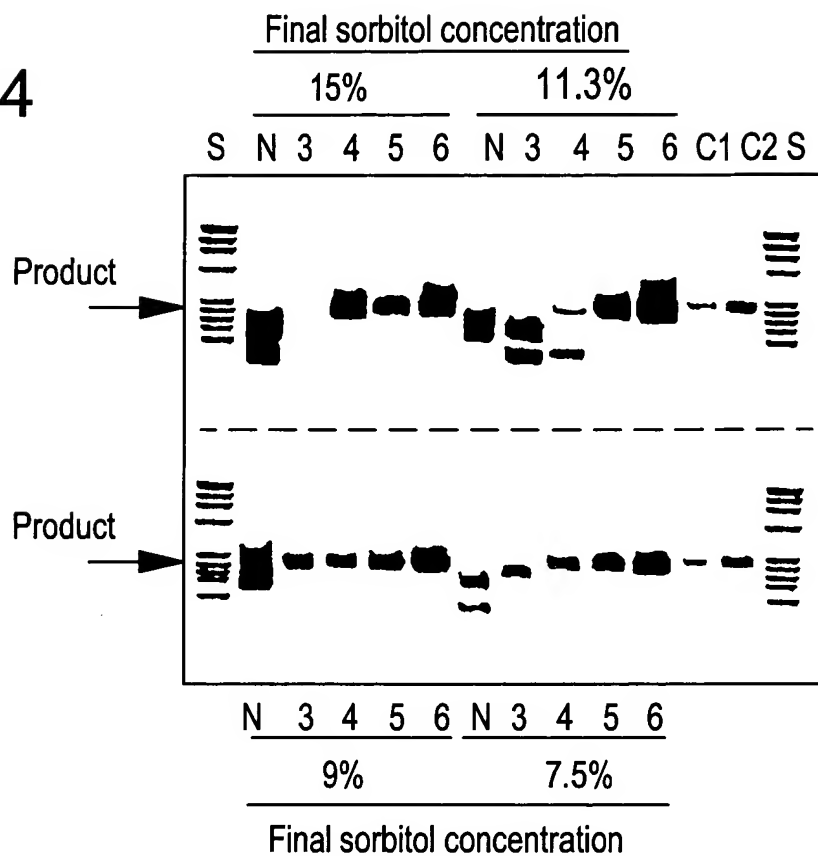 Final sorbitol concentration
4
15% 11.3%
S N 3 4 5 6 N 3 4 5 6 C1 C2 S
Product
Product
N 3 4 5 6 N 3 4 5 6
9% 7.5%
Final sorbitol concentration